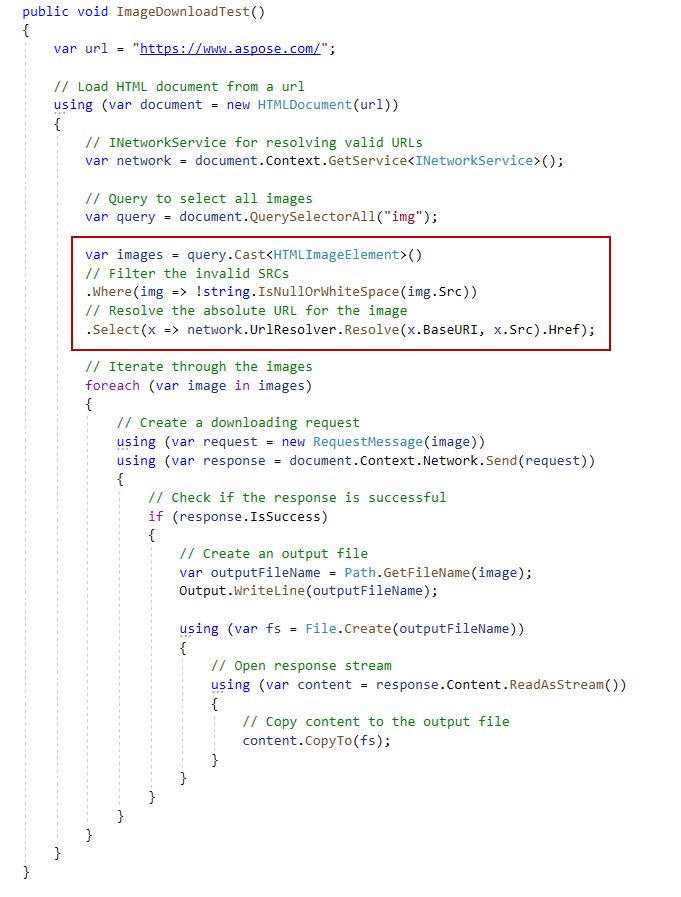 public void ImageDownloadTest()
{
    var url = "https://www.aspose.com/";

    // Load HTML document from a url
    using (var document = new HTMLDocument(url))
    {
        // INetworkService for resolving valid URLs
        var network = document.Context.GetService<INetworkService>();

        // Query to select all images
        var query = document.QuerySelectorAll("img");

        var images = query.Cast<HTMLImageElement>()
        // Filter the invalid SRCs
        .Where(img => !string.IsNullOrWhiteSpace(img.Src))
        // Resolve the absolute URL for the image
        .Select(x => network.UrlResolver.Resolve(x.BaseURI, x.Src).Href);

        // Iterate through the images
        foreach (var image in images)
        {
            // Create a downloading request
            using (var request = new RequestMessage(image))
            using (var response = document.Context.Network.Send(request))
            {
                // Check if the response is successful
                if (response.IsSuccess)
                {
                    // Create an output file
                    var outputFileName = Path.GetFileName(image);
                    Output.WriteLine(outputFileName);

                    using (var fs = File.Create(outputFileName))
                    {
                        // Open response stream
                        using (var content = response.Content.ReadAsStream())
                        {
                            // Copy content to the output file
                            content.CopyTo(fs);
                        }
                    }
                }
            }
        }
    }
}